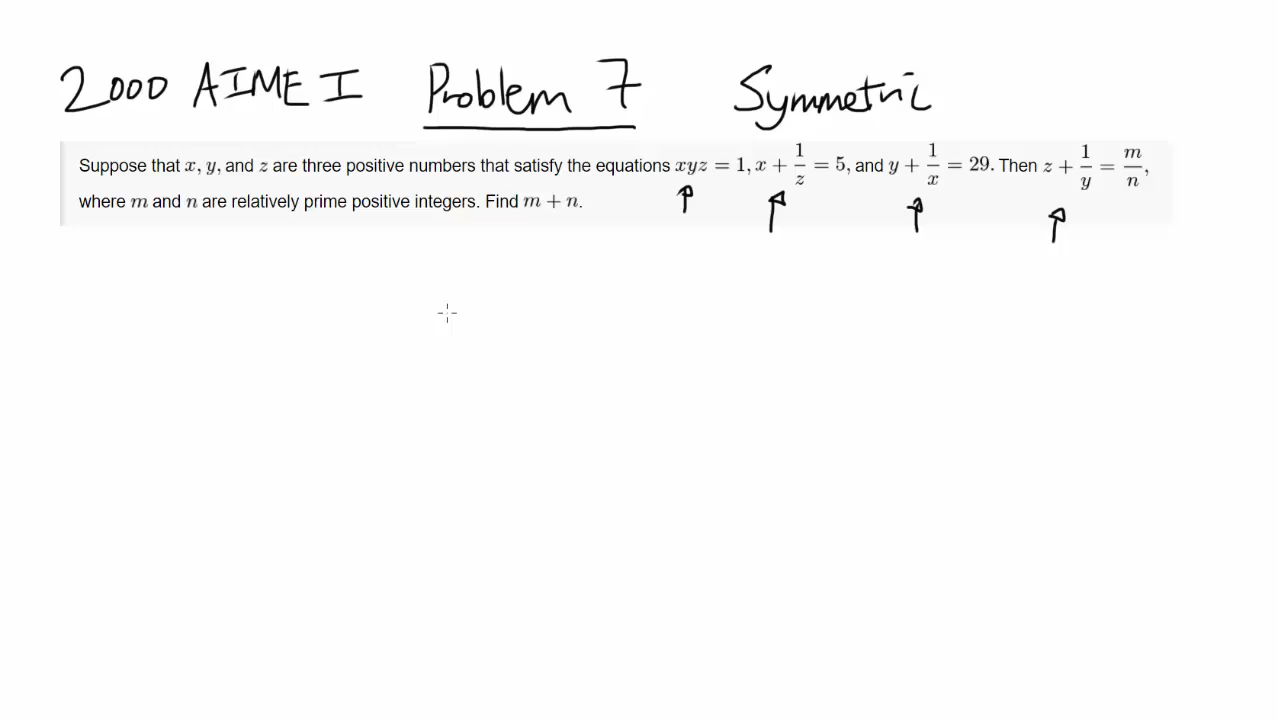 2000 AIME I Problem 7 Symmetric
Suppose that x, y, and z are three positive numbers that satisfy the equations xyz = 1, x + 1/z = 5, and y + 1/x = 29. Then z + 1/y = m/n,
where m and n are relatively prime positive integers. Find m + n.